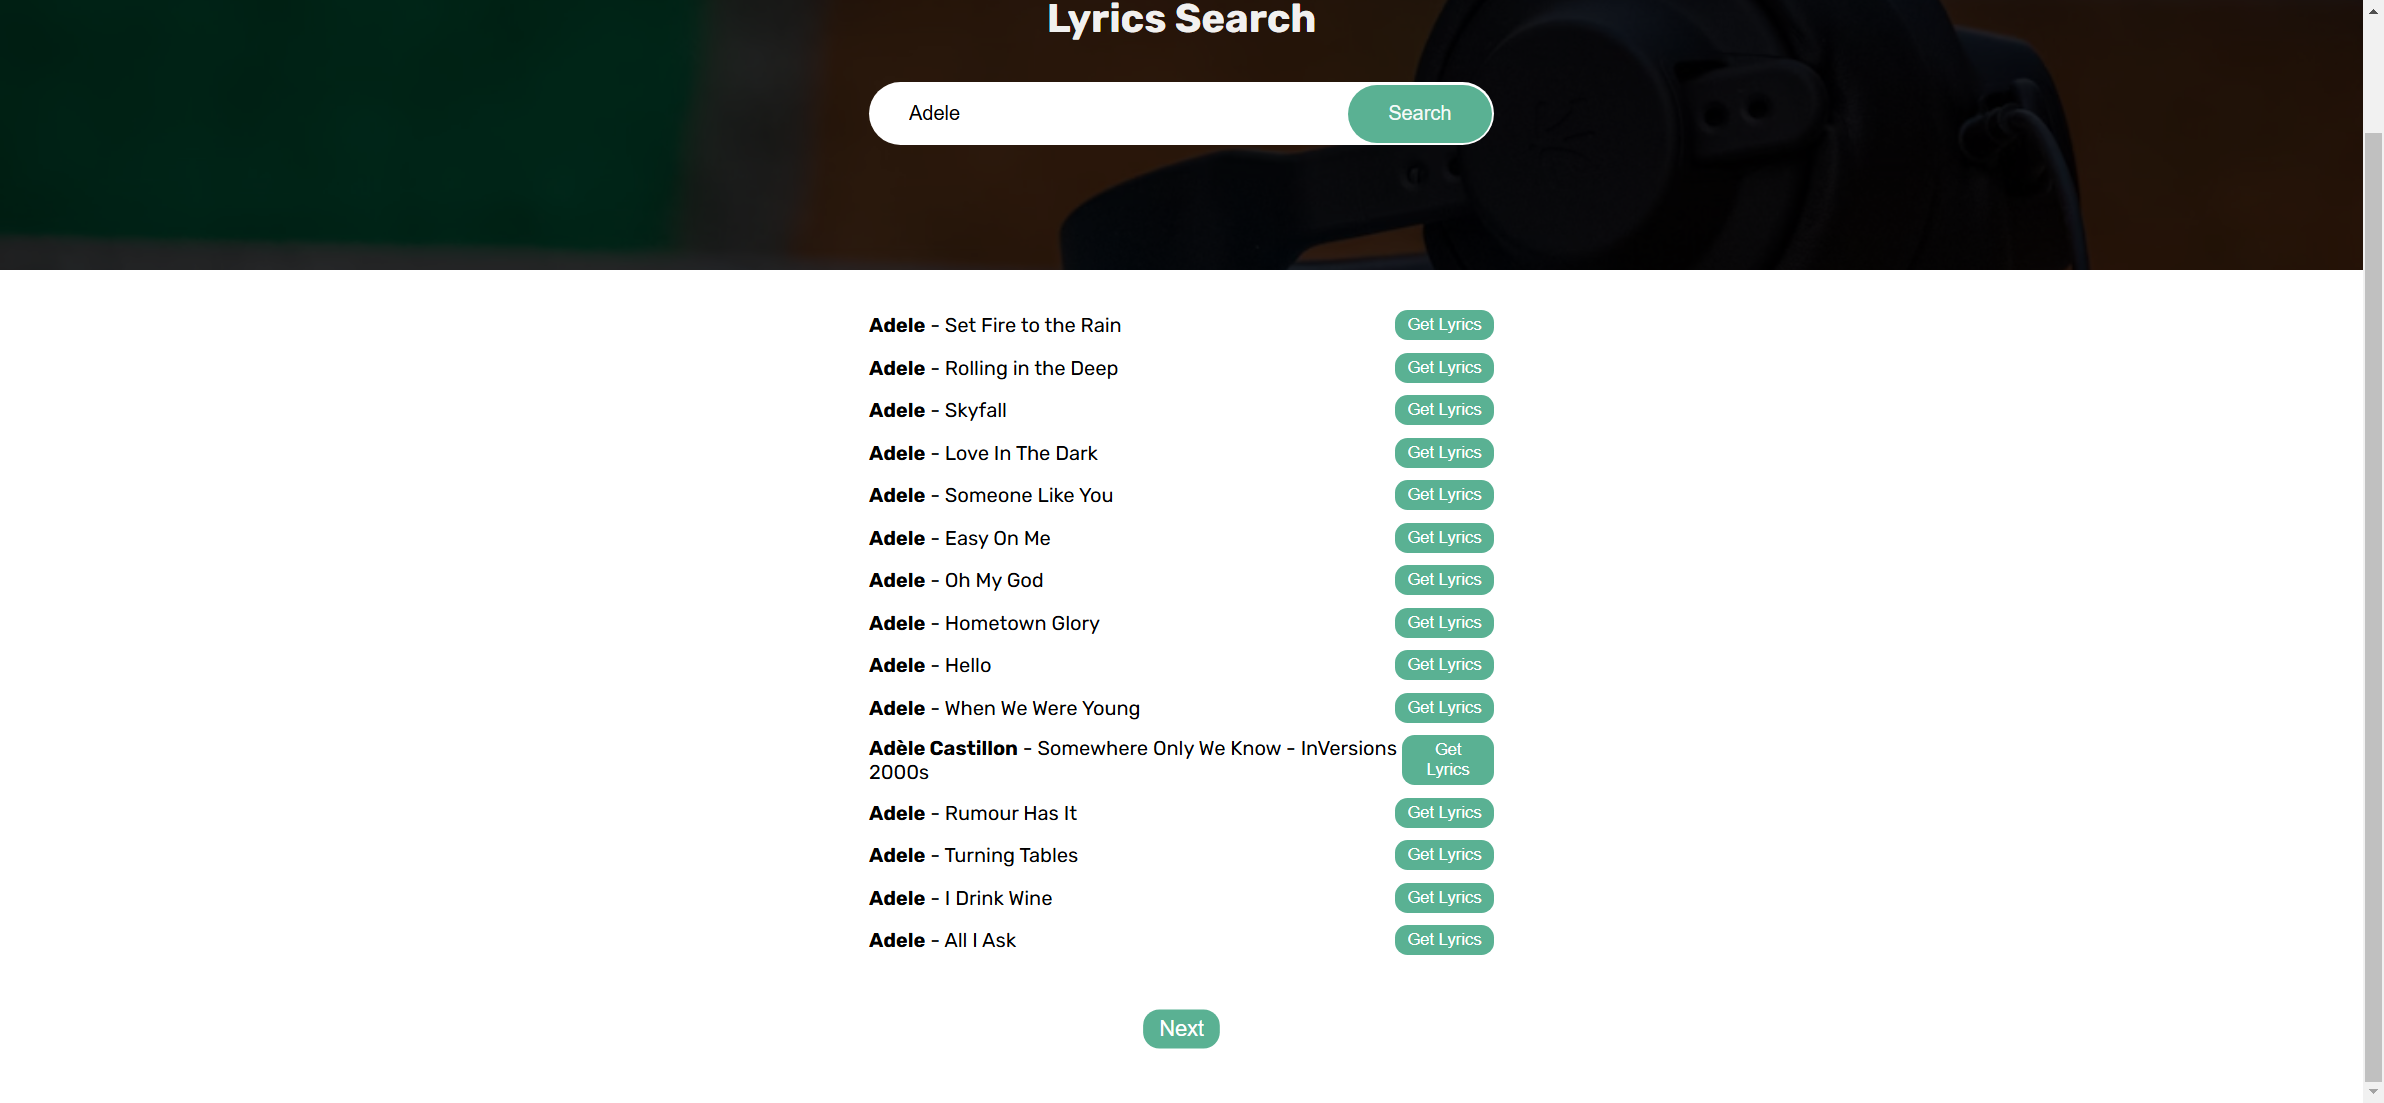 Lyrics Search
Adele Search
Adele - Set Fire to the Rain Get Lyrics
Adele - Rolling in the Deep Get Lyrics
Adele - Skyfall Get Lyrics
Adele - Love In The Dark Get Lyrics
Adele - Someone Like You Get Lyrics
Adele - Easy On Me Get Lyrics
Adele - Oh My God Get Lyrics
Adele - Hometown Glory Get Lyrics
Adele - Hello Get Lyrics
Adele - When We Were Young Get Lyrics
Adèle Castillon - Somewhere Only We Know - InVersions
2000s
Get
Lyrics
Adele - Rumour Has It Get Lyrics
Adele - Turning Tables Get Lyrics
Adele - I Drink Wine Get Lyrics
Adele - All I Ask Get Lyrics
Next